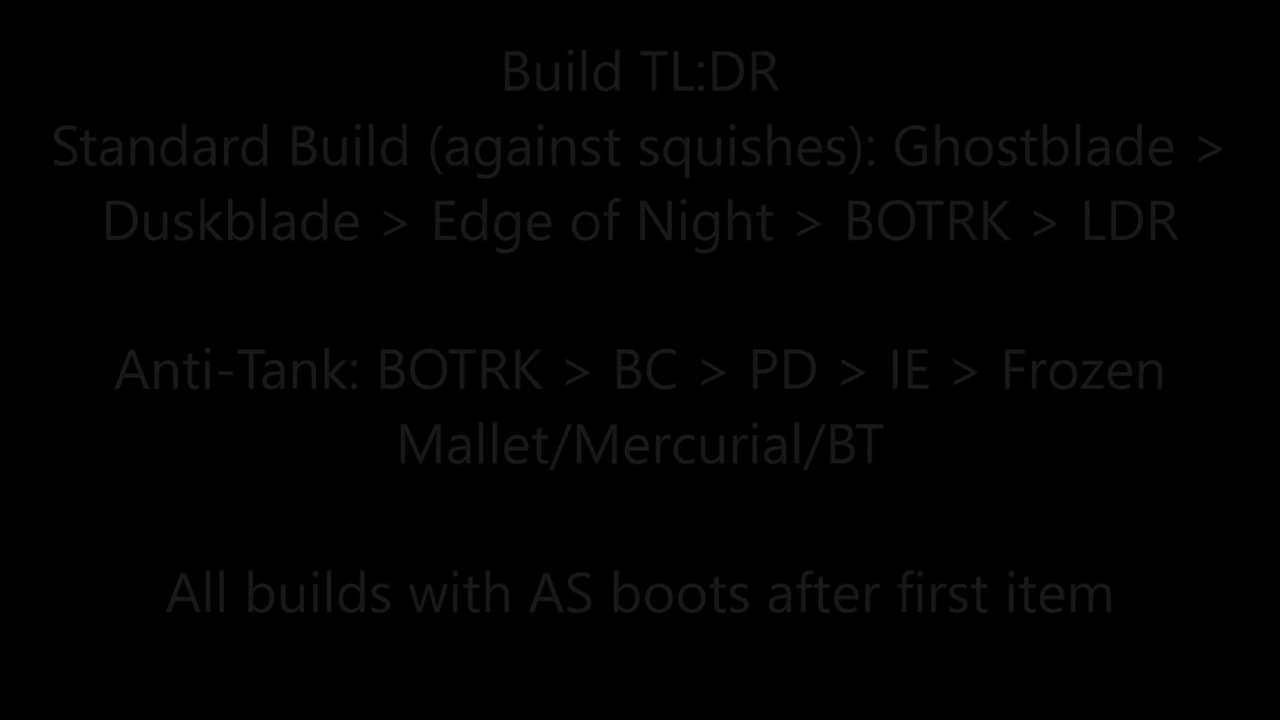 Build TL:DR
Standard Build (against squishes): Ghostblade >
Duskblade > Edge of Night > BOTRK > LDR
Anti-Tank: BOTRK > BC > PD > IE > Frozen
Mallet/Mercurial/BT
All builds with AS boots after first item